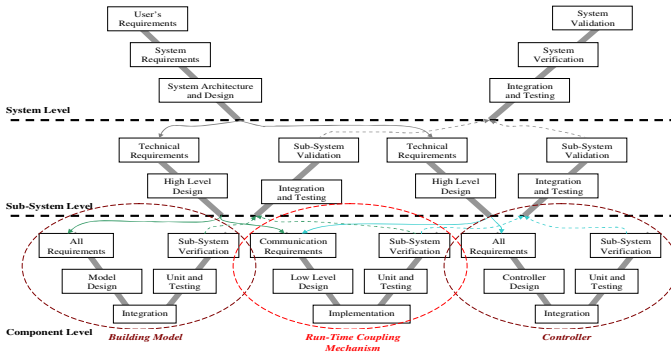 User's
Requirements
System
Validation
System
Requirements
System
Verification
System Architecture
and Design
Integration
and Testing
System Level
Technical
Requirements
Sub-System
Validation
Technical
Requirements
Sub-System
Validation
High Level
Design
Integration
and Testing
High Level
Design
Integration
and Testing
Sub-System Level
All
Requirements
Sub-System
Verification
Communication
Requirements
Sub-System
Verification
All
Requirements
Sub-System
Verification
Model
Design
Unit and
Testing
Low Level
Design
Unit and
Testing
Controller
Design
Unit and
Testing
Integration
Implementation
Integration
Component Level
Building Model
Run-Time Coupling
Mechanism
Controller